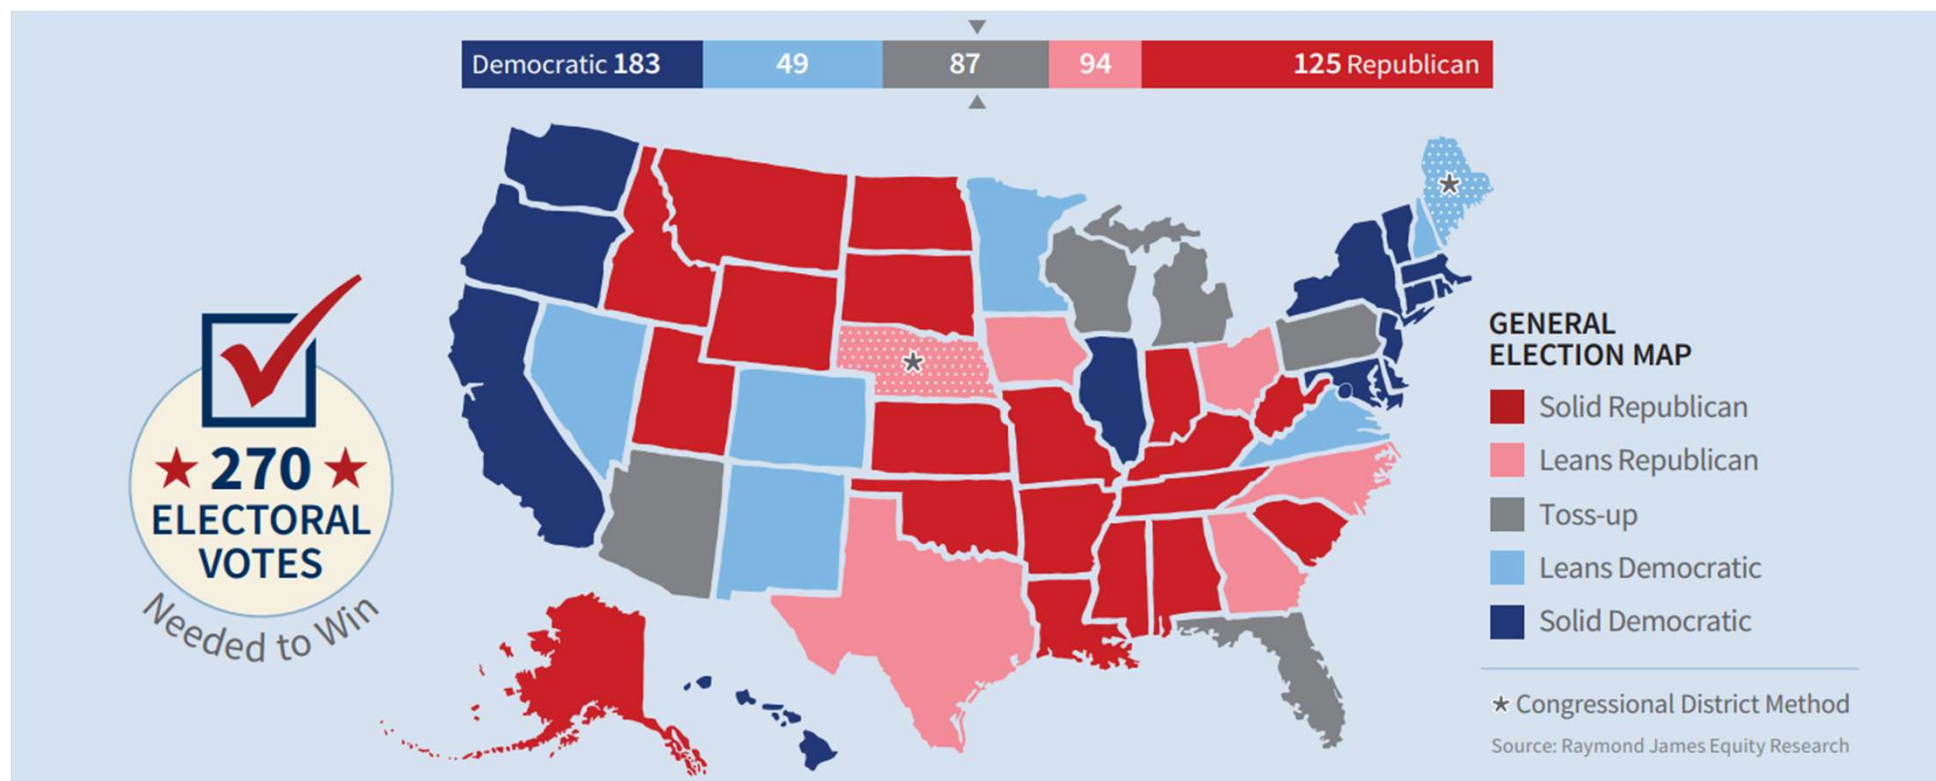 Democratic 183 49 87 94 125 Republican
270
ELECTORAL
VOTES
Needed to Win
GENERAL
ELECTION MAP
Solid Republican
Leans Republican
Toss-up
Leans Democratic
Solid Democratic
Congressional District Method
Source: Raymond James Equity Research